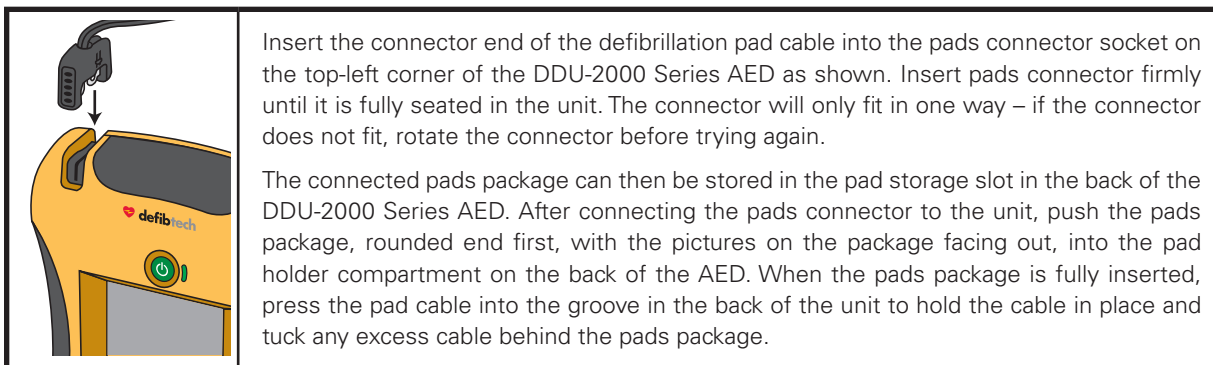 defibtech
Insert the connector end of the defibrillation pad cable into the pads connector socket on
the top-left corner of the DDU-2000 Series AED as shown. Insert pads connector firmly
until it is fully seated in the unit. The connector will only fit in one way – if the connector
does not fit, rotate the connector before trying again.
The connected pads package can then be stored in the pad storage slot in the back of the
DDU-2000 Series AED. After connecting the pads connector to the unit, push the pads
package, rounded end first, with the pictures on the package facing out, into the pad
holder compartment on the back of the AED. When the pads package is fully inserted,
press the pad cable into the groove in the back of the unit to hold the cable in place and
tuck any excess cable behind the pads package.